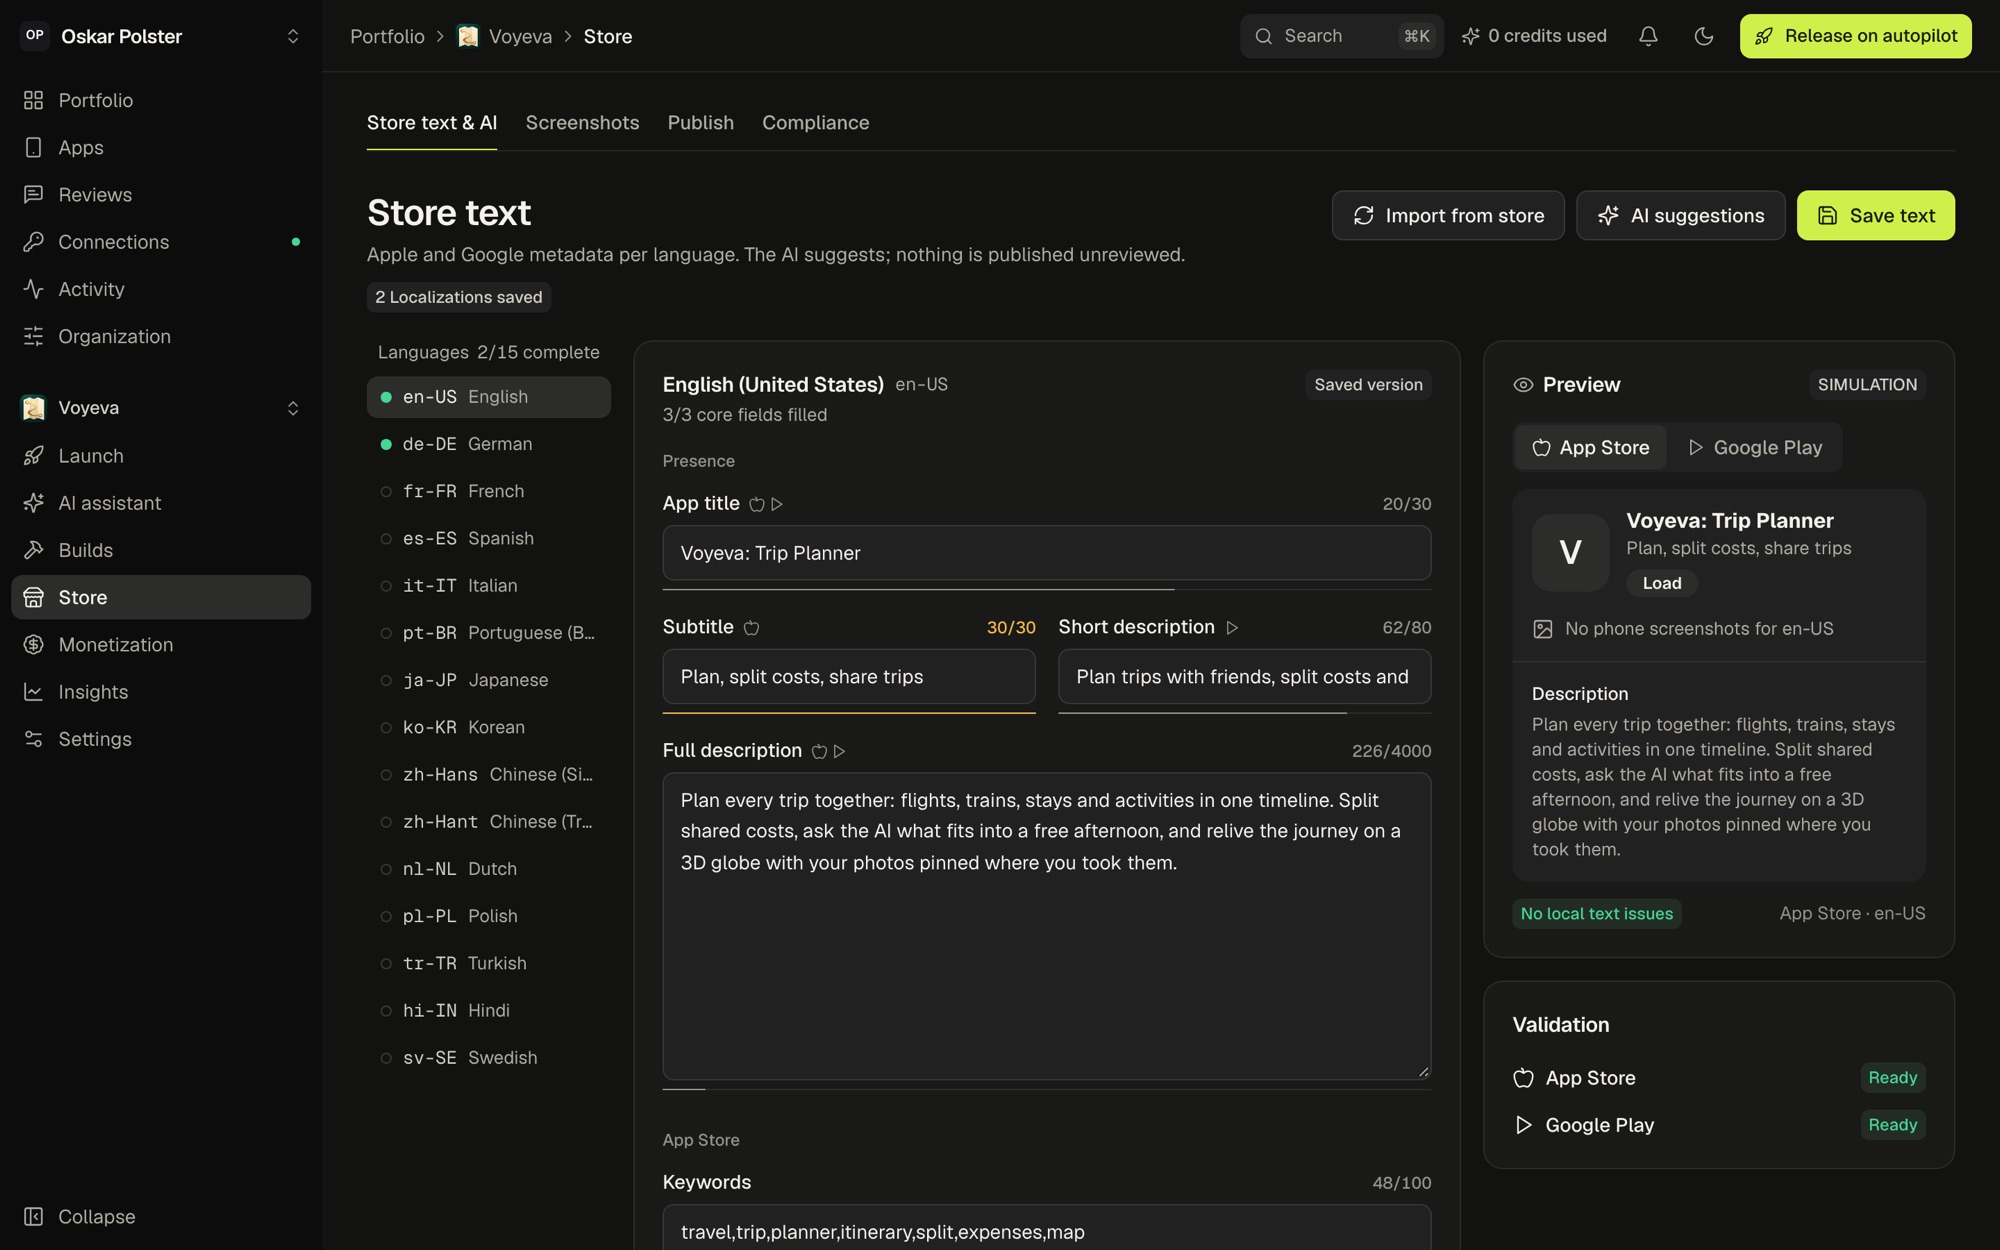 OP Oskar Polster
Portfolio
Apps
Reviews
Connections
Activity
Organization
Voyeva
Launch
AI assistant
Builds
Store
Monetization
Insights
Settings
Collapse
Portfolio > Voyeva > Store
Search ⌘K
0 credits used
Release on autopilot
Store text & AI
Screenshots
Publish
Compliance
Store text
Apple and Google metadata per language. The AI suggests; nothing is published unreviewed.
2 Localizations saved
Import from store
AI suggestions
Save text
Languages 2/15 complete
en-US English
de-DE German
fr-FR French
es-ES Spanish
it-IT Italian
pt-BR Portuguese (B...
ja-JP Japanese
ko-KR Korean
zh-Hans Chinese (Si...
zh-Hant Chinese (Tr...
nl-NL Dutch
pl-PL Polish
tr-TR Turkish
hi-IN Hindi
sv-SE Swedish
English (United States) en-US
Saved version
3/3 core fields filled
Presence
App title 20/30
Voyeva: Trip Planner
Subtitle 30/30
Plan, split costs, share trips
Short description 62/80
Plan trips with friends, split costs and
Full description 226/4000
Plan every trip together: flights, trains, stays and activities in one timeline. Split
shared costs, ask the AI what fits into a free afternoon, and relive the journey on a
3D globe with your photos pinned where you took them.
App Store
Keywords 48/100
travel,trip,planner,itinerary,split,expenses,map
Preview
SIMULATION
App Store
Google Play
V
Voyeva: Trip Planner
Plan, split costs, share trips
Load
No phone screenshots for en-US
Description
Plan every trip together: flights, trains, stays
and activities in one timeline. Split shared
costs, ask the AI what fits into a free
afternoon, and relive the journey on a 3D
globe with your photos pinned where you
took them.
No local text issues
App Store · en-US
Validation
App Store Ready
Google Play Ready